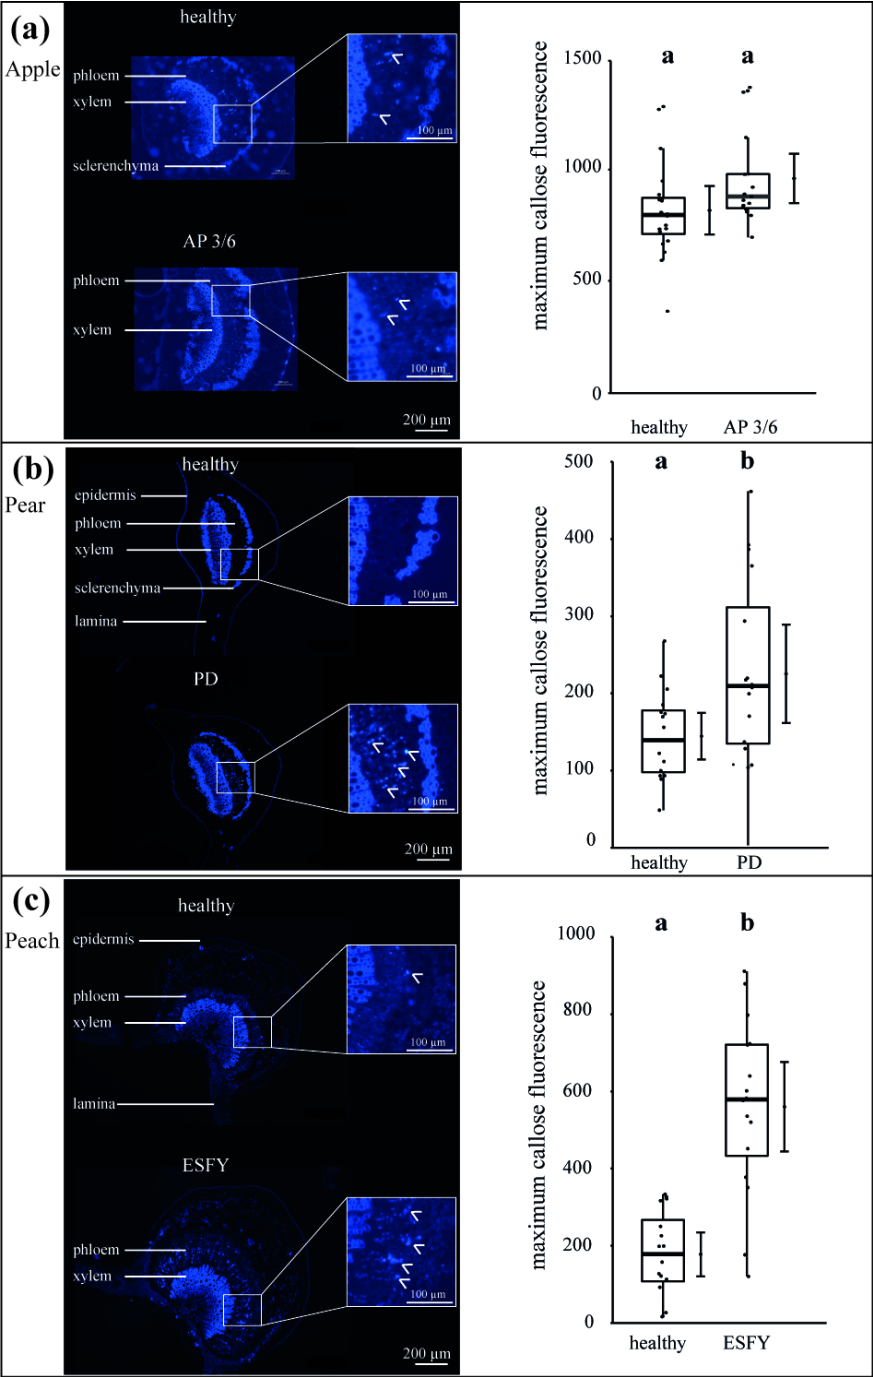 (a)
Apple
healthy
phloem
xylem
sclerenchyma
100 µm
AP 3/6
phloem
xylem
100 µm
200 µm
maximum callose fluorescence
a a
1500
1000
500
0
healthy AP 3/6
(b)
Pear
healthy
epidermis
phloem
xylem
sclerenchyma
lamina
100 µm
PD
100 µm
200 µm
maximum callose fluorescence
a b
500
400
300
200
100
0
healthy PD
(c)
Peach
healthy
epidermis
phloem
xylem
lamina
100 µm
ESFY
phloem
xylem
100 µm
200 µm
maximum callose fluorescence
a b
1000
800
600
400
200
0
healthy ESFY